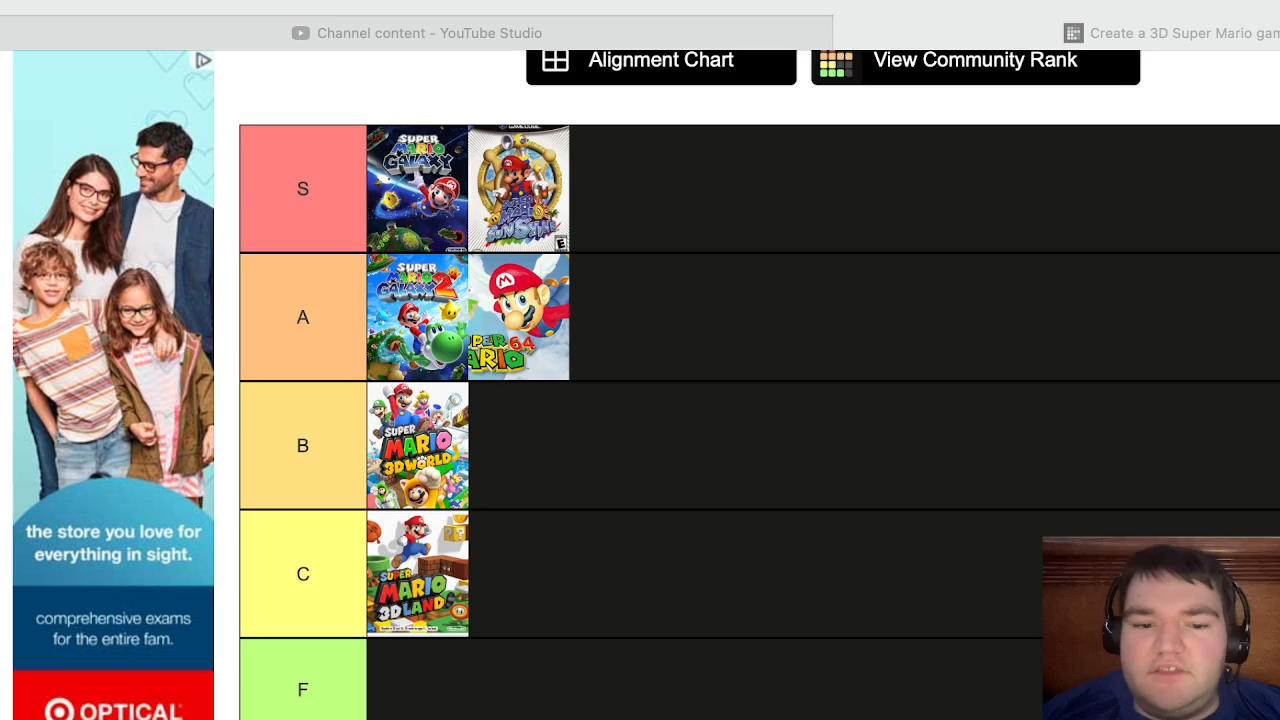 Channel content - YouTube Studio
Create a 3D Super Mario gam
Alignment Chart
View Community Rank
S
SUPER
MARIO
GALAXY
GAMECUBE
SUPER
MARIO
SUNSHINE
E
A
SUPER
MARIO
GALAXY 2
M
SUPER
MARIO 64
B
SUPER
MARIO
3D WORLD
C
SUPER
MARIO
3D LAND
F
the store you love for
everything in sight.
comprehensive exams
for the entire fam.
OPTICAL